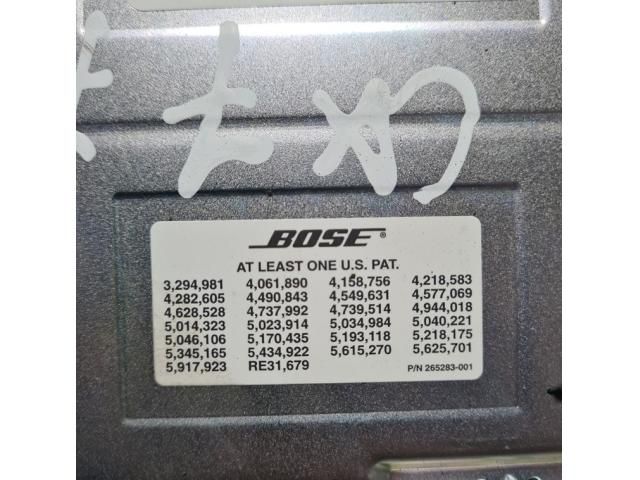 BOSE®
AT LEAST ONE U.S. PAT.
3,294,981 4,061,890 4,158,756 4,218,583
4,282,605 4,490,843 4,549,631 4,577,069
4,628,528 4,737,992 4,739,514 4,944,018
5,014,323 5,023,914 5,034,984 5,040,221
5,046,106 5,170,435 5,193,118 5,218,175
5,345,165 5,434,922 5,615,270 5,625,701
5,917,923 RE31,679
P/N 265283-001